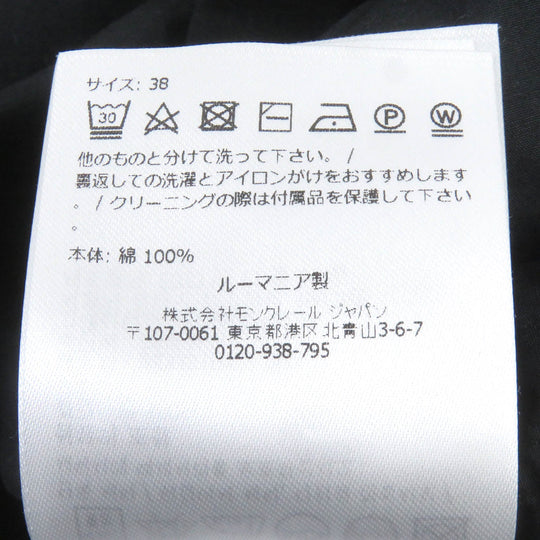 サイズ: 38
30
P
W
他のものと分けて洗って下さい。 /
裏返しての洗濯とアイロンがけをおすすめします
。 / クリーニングの際は付属品を保護して下さい
。
本体: 綿 100%
ルーマニア製
株式会社モンクレール ジャパン
〒107-0061 東京都港区北青山3-6-7
0120-938-795